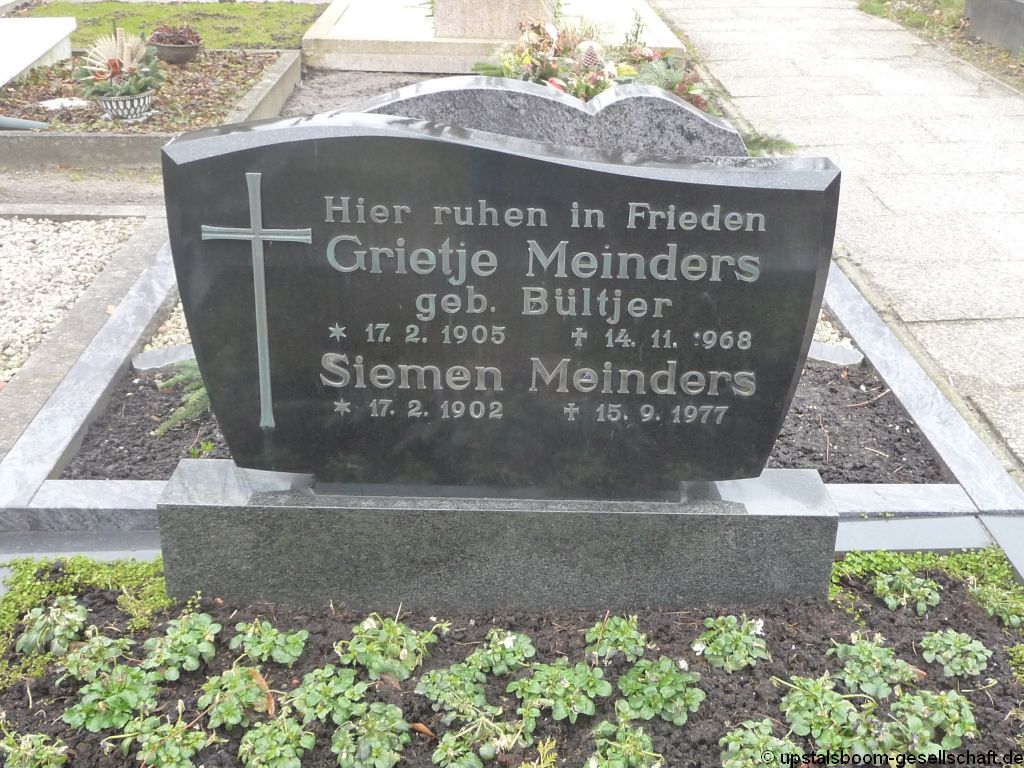 Hier ruhen in Frieden
Grietje Meinders
geb. Bültjer
* 17. 2. 1905 † 14. 11. 968
Siemen Meinders
* 17. 2. 1902 † 15. 9. 1977
© upstalsboom-gesellschaft.de